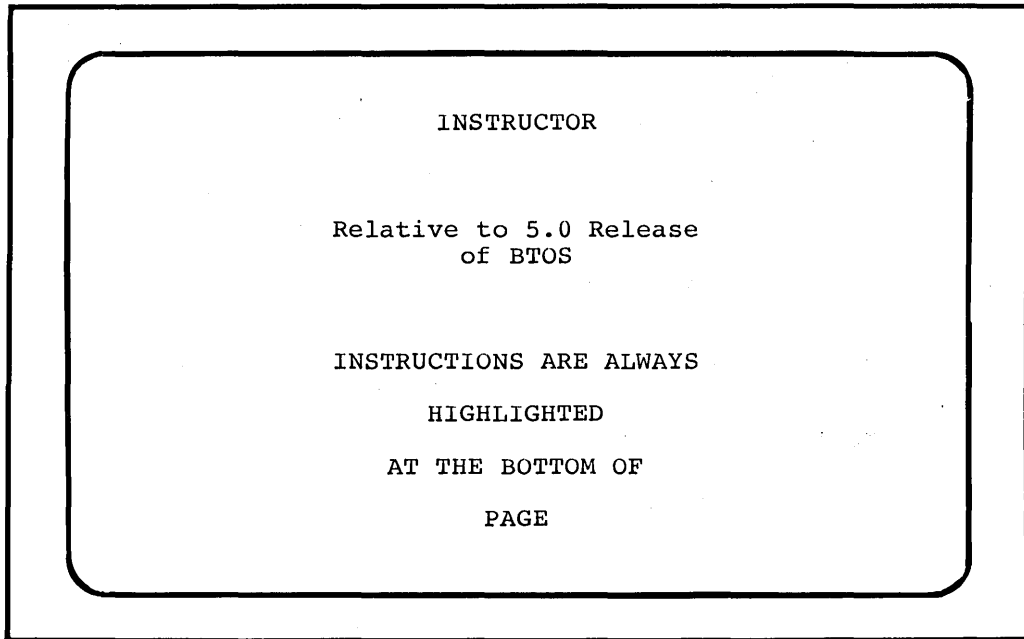 INSTRUCTOR
Relative to 5.0 Release
of BTOS
INSTRUCTIONS ARE ALWAYS
HIGHLIGHTED
AT THE BOTTOM OF
PAGE